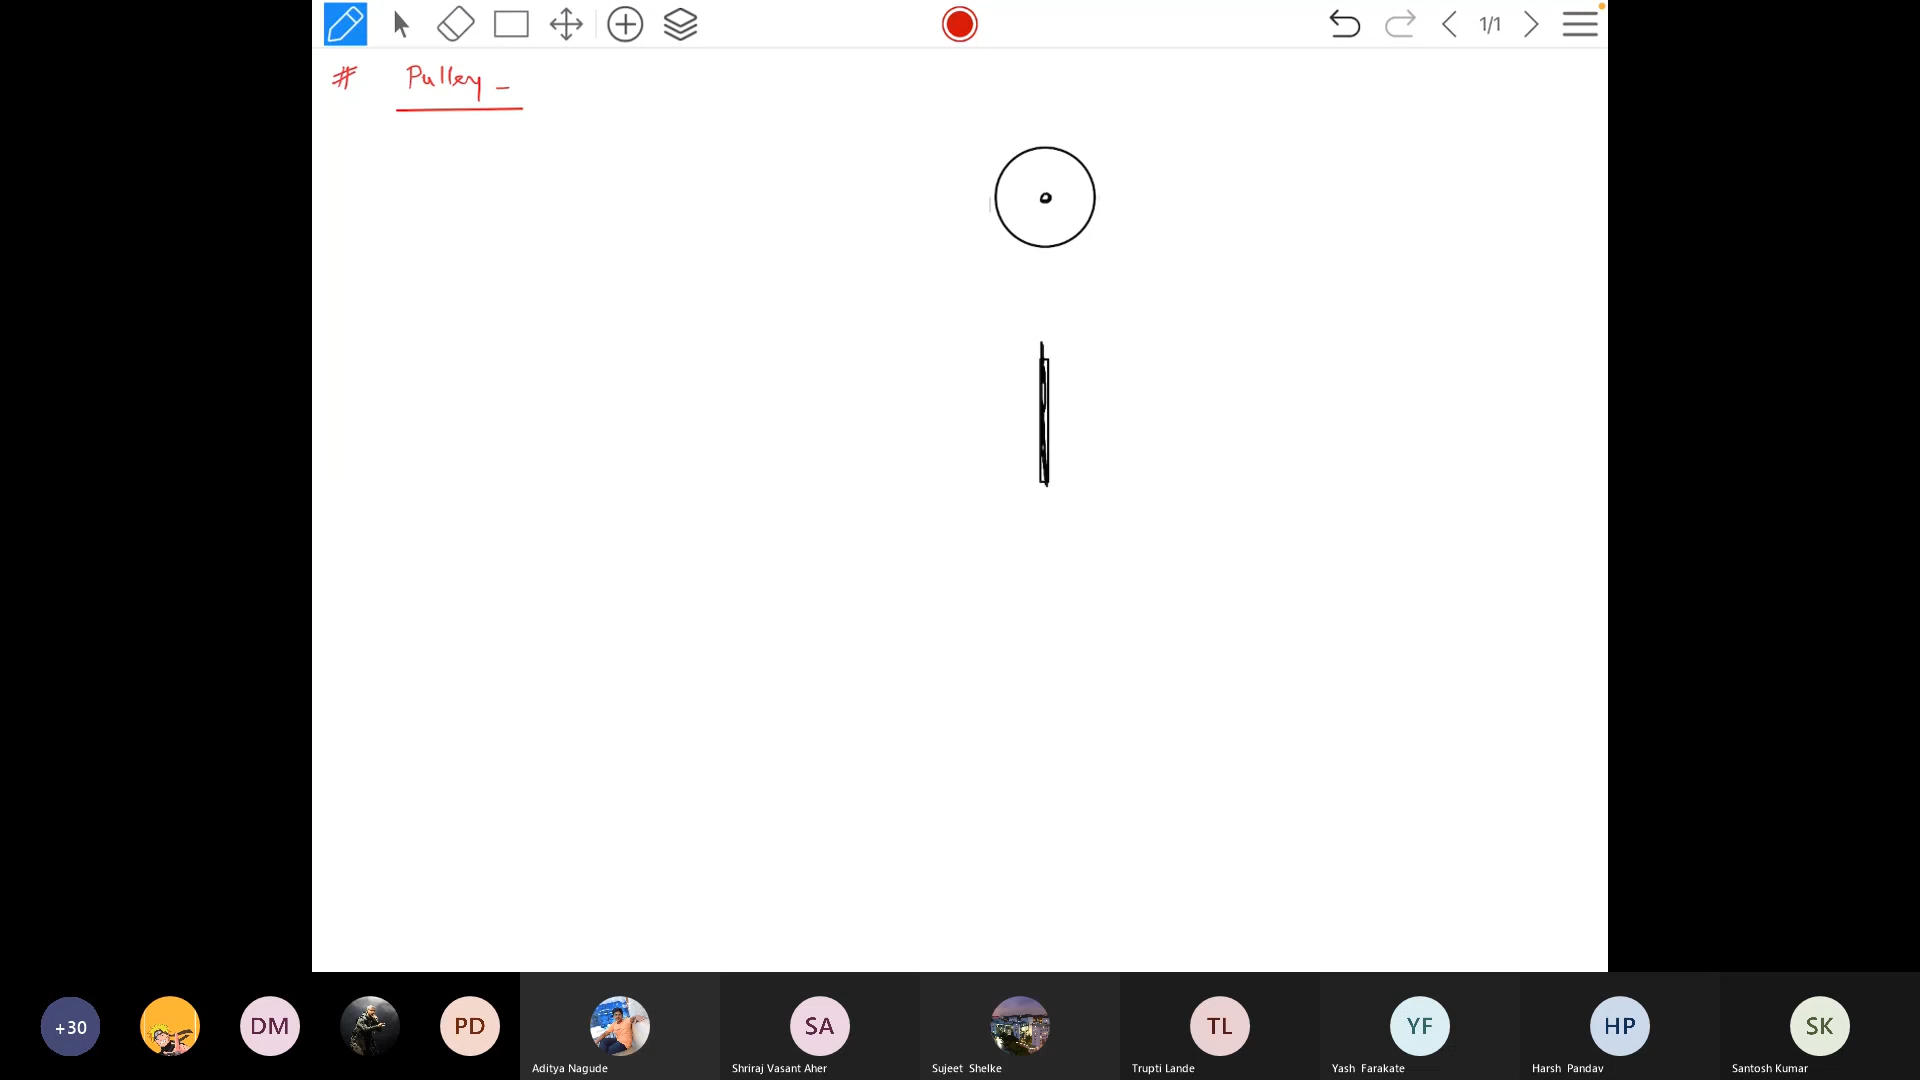 1/1
# Pulley -
+30
DM
PD
SA
TL
YF
HP
SK
Aditya Nagude
Shriraj Vasant Aher
Sujeet Shelke
Trupti Lande
Yash Farakate
Harsh Pandav
Santosh Kumar